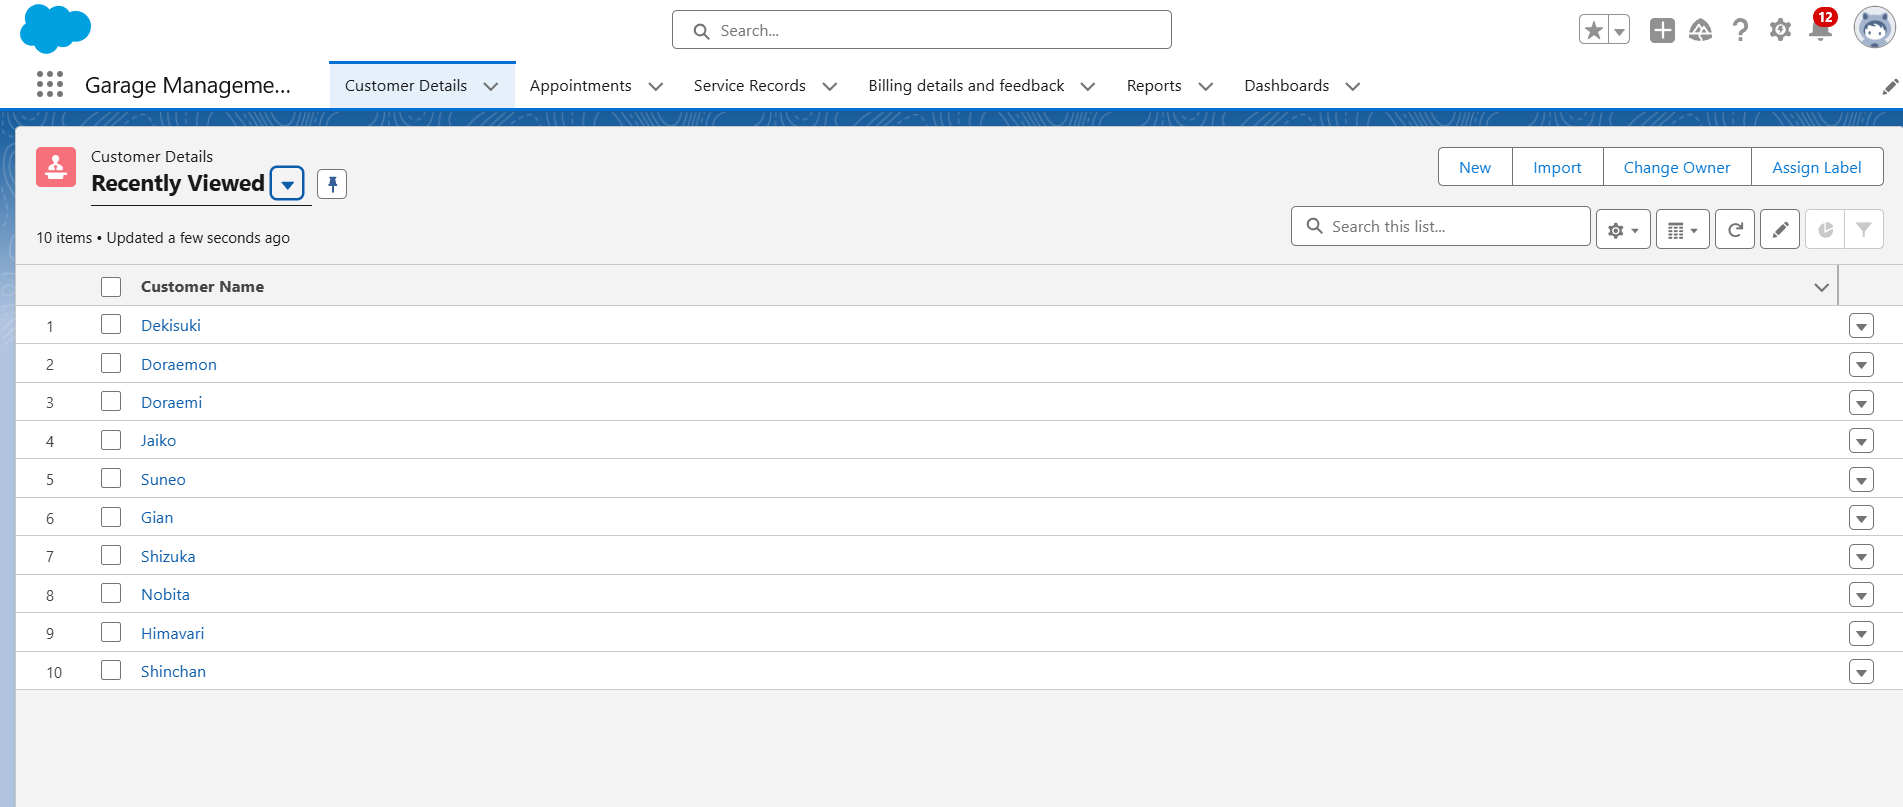 Search...
12
Garage Manageme...
Customer Details
Appointments
Service Records
Billing details and feedback
Reports
Dashboards
Customer Details
Recently Viewed
New
Import
Change Owner
Assign Label
10 items • Updated a few seconds ago
Search this list...
Customer Name
1 Dekisuki
2 Doraemon
3 Doraemi
4 Jaiko
5 Suneo
6 Gian
7 Shizuka
8 Nobita
9 Himavari
10 Shinchan